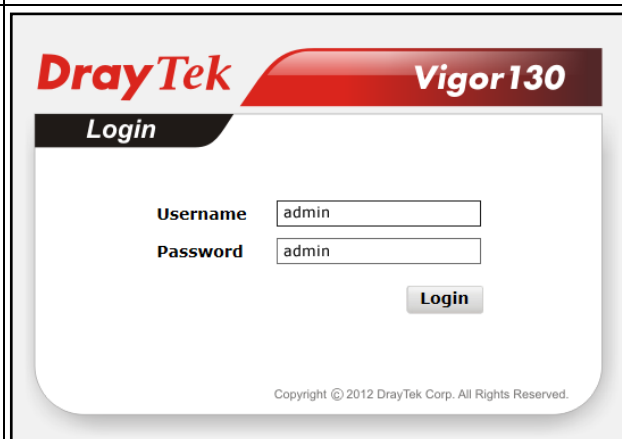 DrayTek Vigor130
Login
Username admin
Password admin
Login
Copyright © 2012 DrayTek Corp. All Rights Reserved.